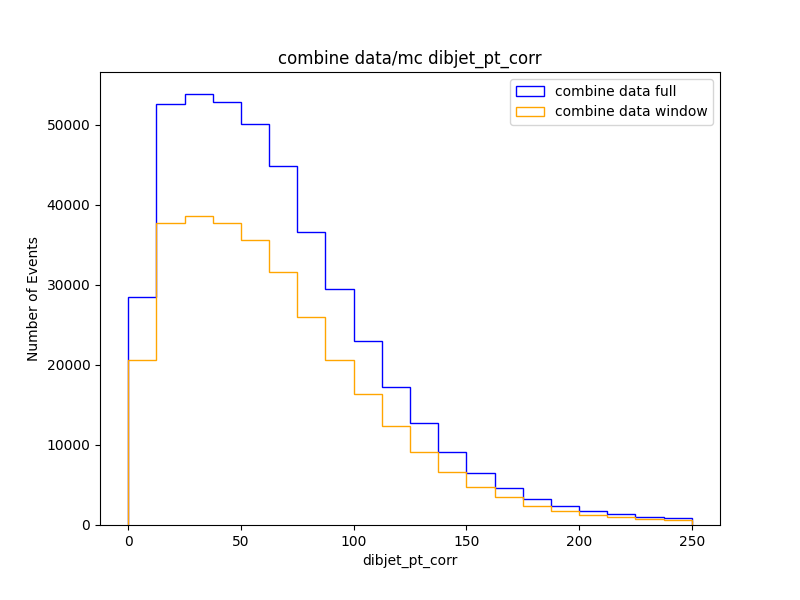 combine data/mc dibjet_pt_corr
combine data full
combine data window
50000
40000
30000
20000
10000
0
Number of Events
0 50 100 150 200 250
dibjet_pt_corr